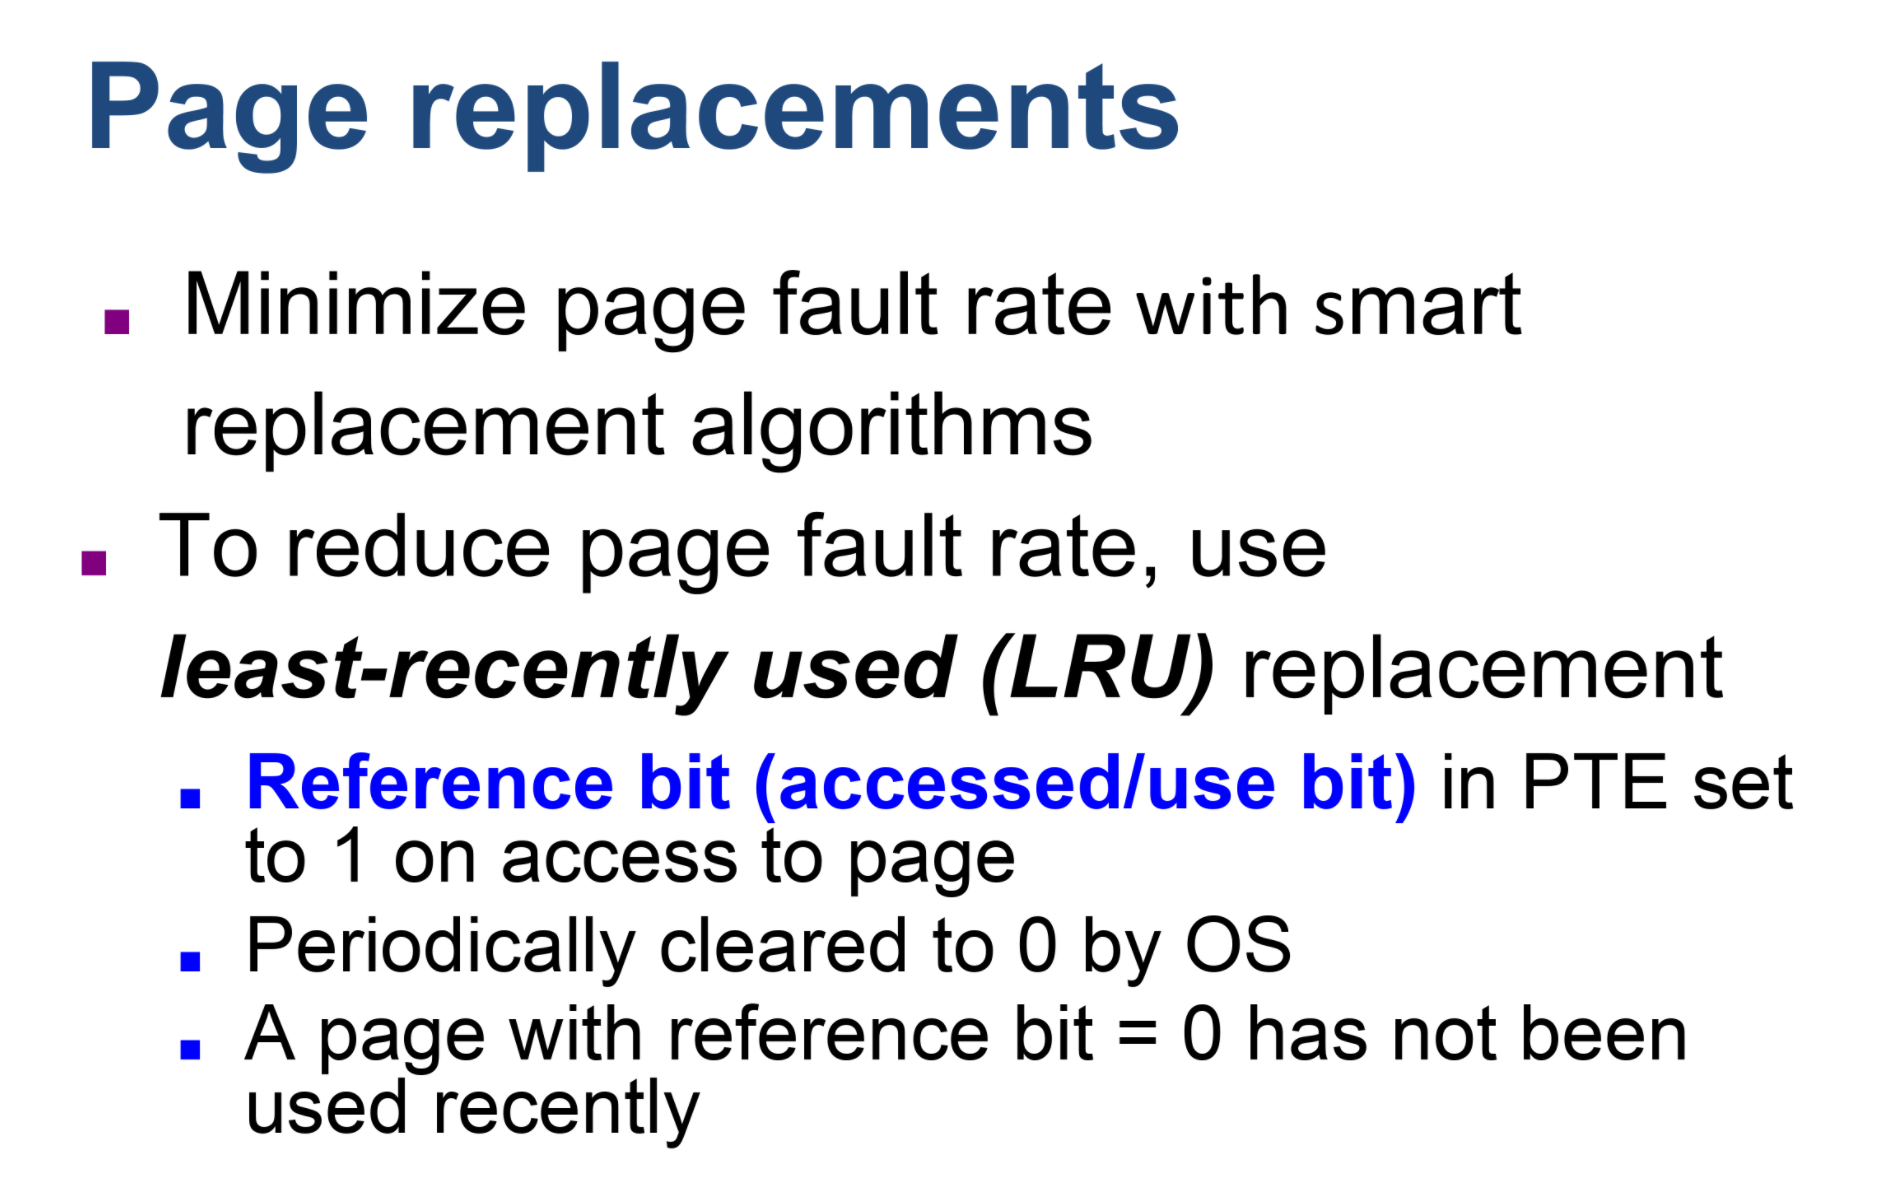 Page replacements
Minimize page fault rate with smart
replacement algorithms
To reduce page fault rate, use
least-recently used (LRU) replacement
Reference bit (accessed/use bit) in PTE set
to 1 on access to page
Periodically cleared to 0 by OS
A page with reference bit = 0 has not been
used recently